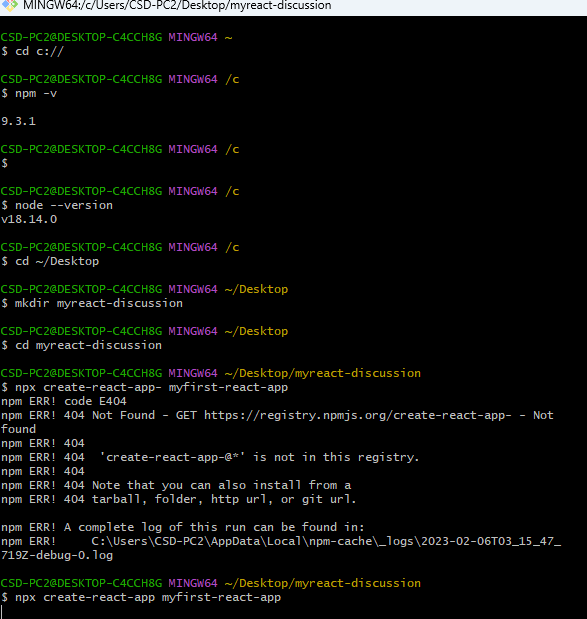 MINGW64:/c/Users/CSD-PC2/Desktop/myreact-discussion
CSD-PC2@DESKTOP-C4CCH8G MINGW64 ~
$ cd c://
CSD-PC2@DESKTOP-C4CCH8G MINGW64 /c
$ npm -v
9.3.1
CSD-PC2@DESKTOP-C4CCH8G MINGW64 /c
$
CSD-PC2@DESKTOP-C4CCH8G MINGW64 /c
$ node --version
v18.14.0
CSD-PC2@DESKTOP-C4CCH8G MINGW64 /c
$ cd ~/Desktop
CSD-PC2@DESKTOP-C4CCH8G MINGW64 ~/Desktop
$ mkdir myreact-discussion
CSD-PC2@DESKTOP-C4CCH8G MINGW64 ~/Desktop
$ cd myreact-discussion
CSD-PC2@DESKTOP-C4CCH8G MINGW64 ~/Desktop/myreact-discussion
$ npx create-react-app- myfirst-react-app
npm ERR! code E404
npm ERR! 404 Not Found - GET https://registry.npmjs.org/create-react-app- - Not
found
npm ERR! 404
npm ERR! 404  'create-react-app-@*' is not in this registry.
npm ERR! 404
npm ERR! 404 Note that you can also install from a
npm ERR! 404 tarball, folder, http url, or git url.
npm ERR! A complete log of this run can be found in:
npm ERR!     C:\Users\CSD-PC2\AppData\Local\npm-cache\_logs\2023-02-06T03_15_47_
719Z-debug-0.log
CSD-PC2@DESKTOP-C4CCH8G MINGW64 ~/Desktop/myreact-discussion
$ npx create-react-app myfirst-react-app